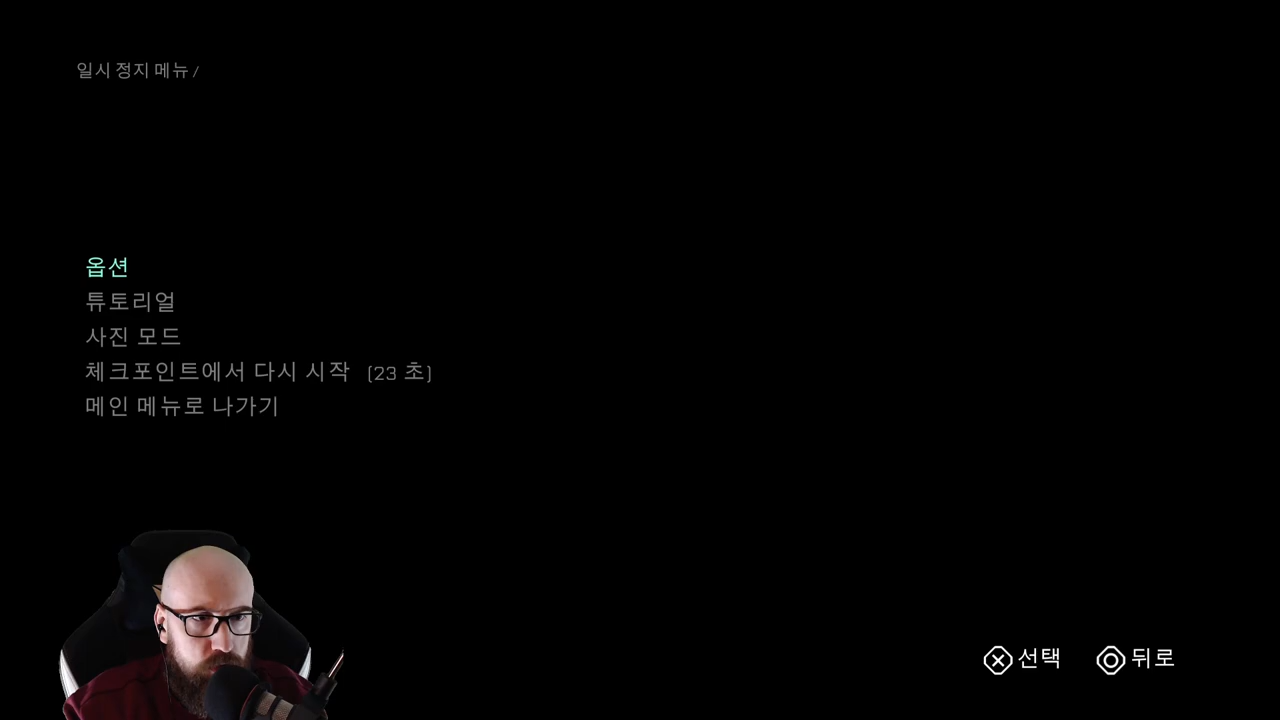 일시 정지 메뉴 /
옵션
튜토리얼
사진 모드
체크포인트에서 다시 시작 (23 초)
메인 메뉴로 나가기
선택 뒤로